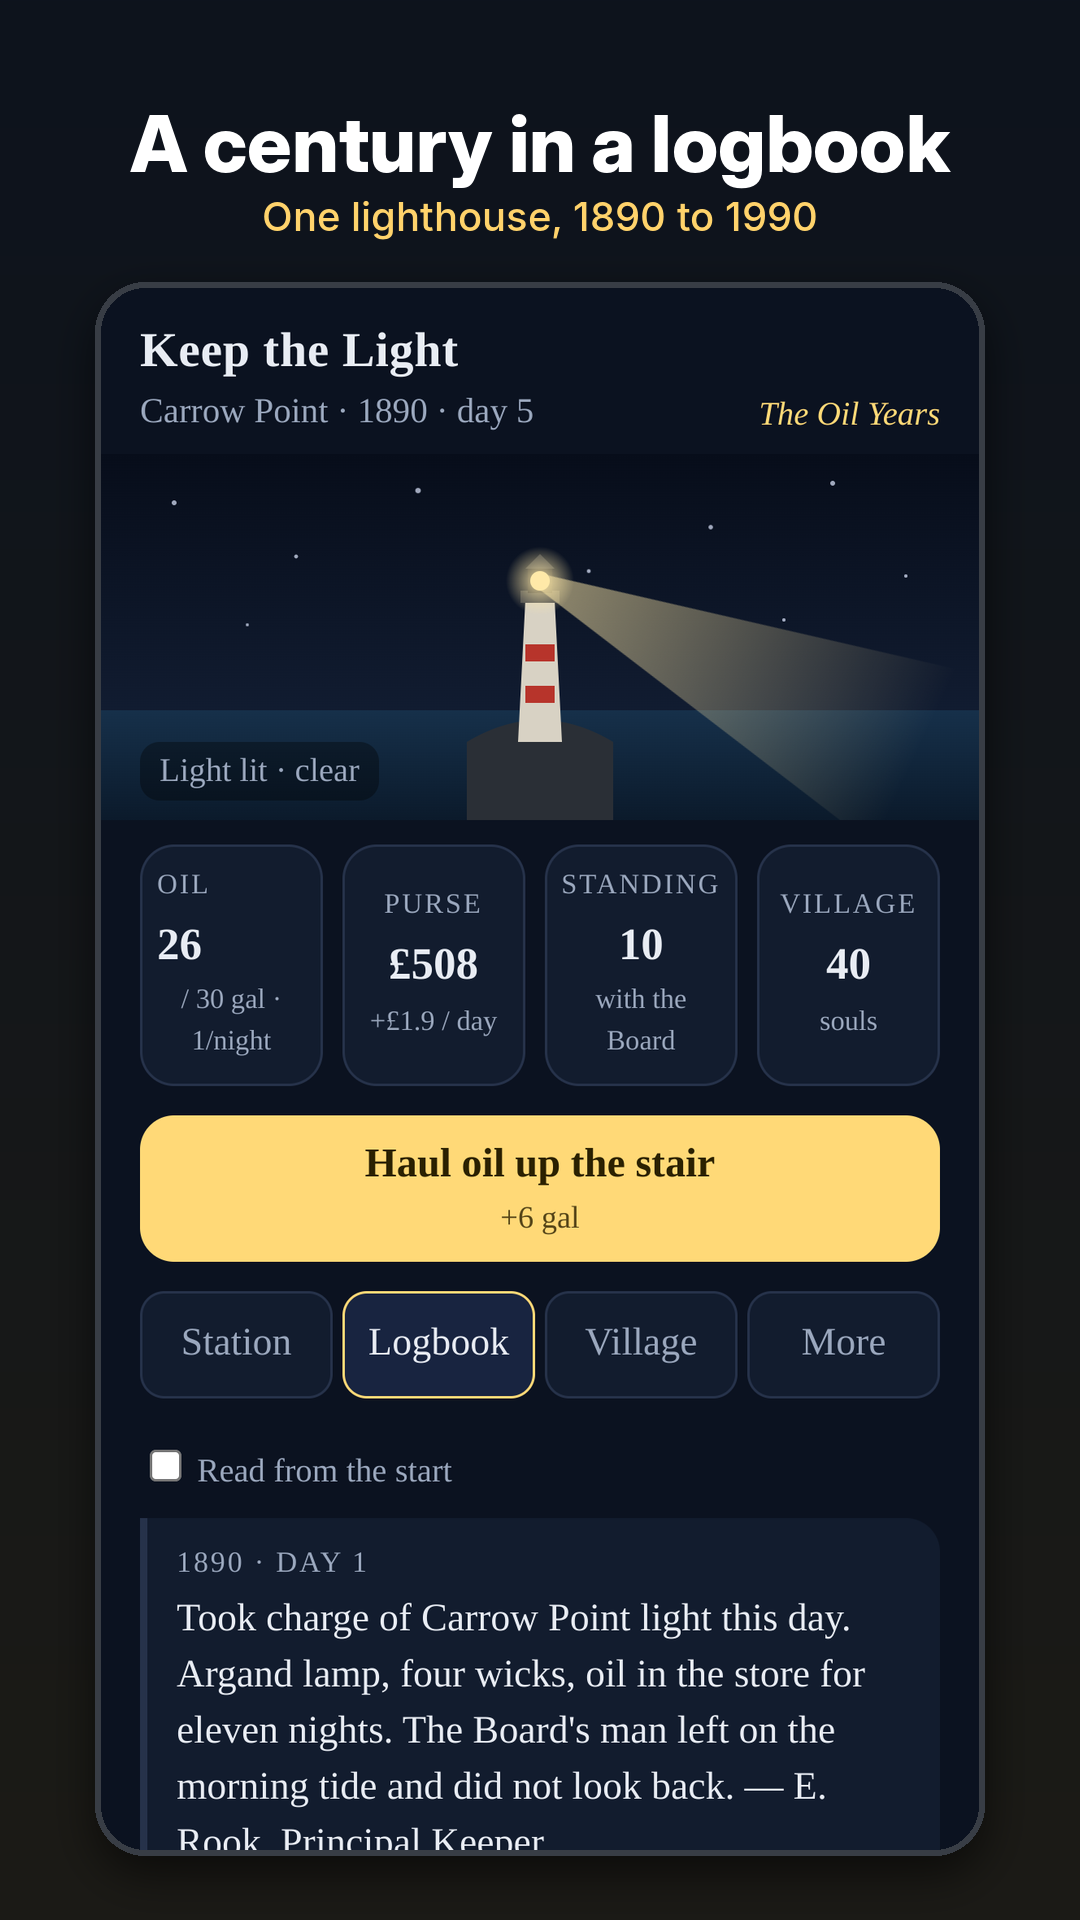 A century in a logbook
One lighthouse, 1890 to 1990
Keep the Light
Carrow Point · 1890 · day 5
The Oil Years
Light lit · clear
OIL
26
/ 30 gal ·
1/night
PURSE
£508
+£1.9 / day
STANDING
10
with the
Board
VILLAGE
40
souls
Haul oil up the stair
+6 gal
Station
Logbook
Village
More
Read from the start
1890 · DAY 1
Took charge of Carrow Point light this day.
Argand lamp, four wicks, oil in the store for
eleven nights. The Board's man left on the
morning tide and did not look back. — E.
Rook, Principal Keeper